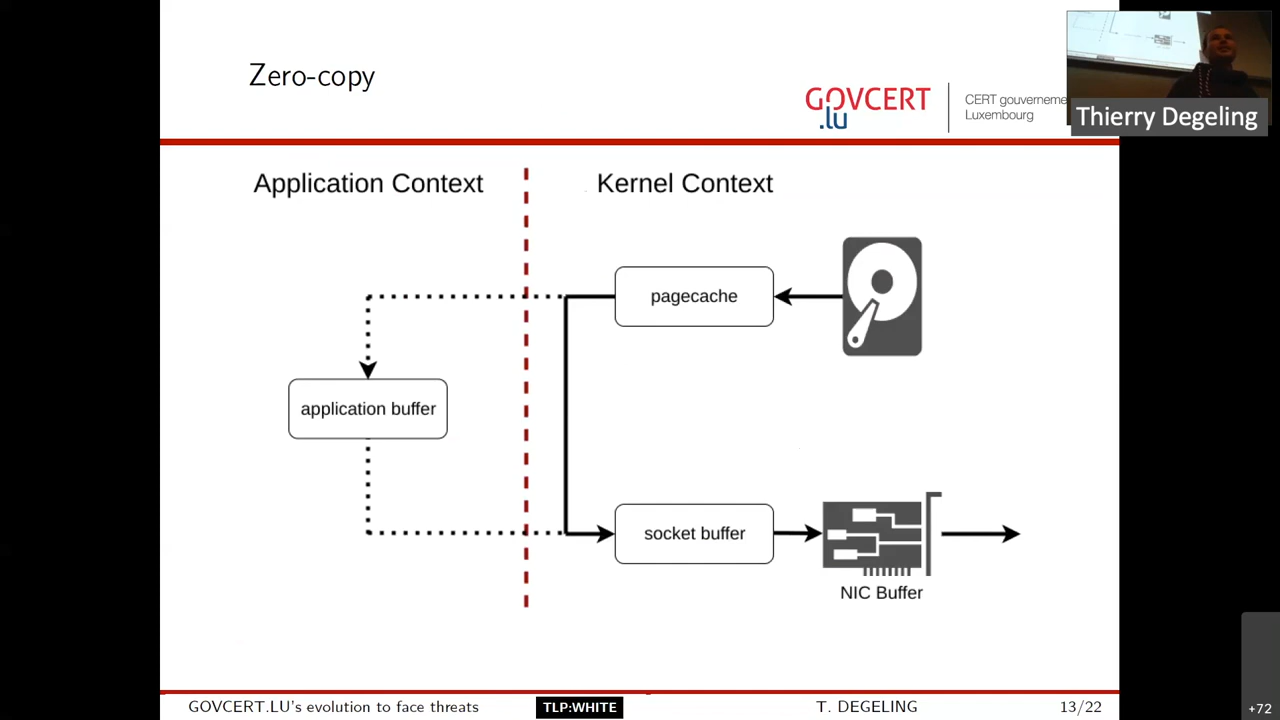 Zero-copy
GOVCERT
.lu
CERT gouverneme
Luxembourg
Thierry Degeling
Application Context
Kernel Context
pagecache
application buffer
socket buffer
NIC Buffer
GOVCERT.LU's evolution to face threats
TLP:WHITE
T. DEGELING
13/22
+72